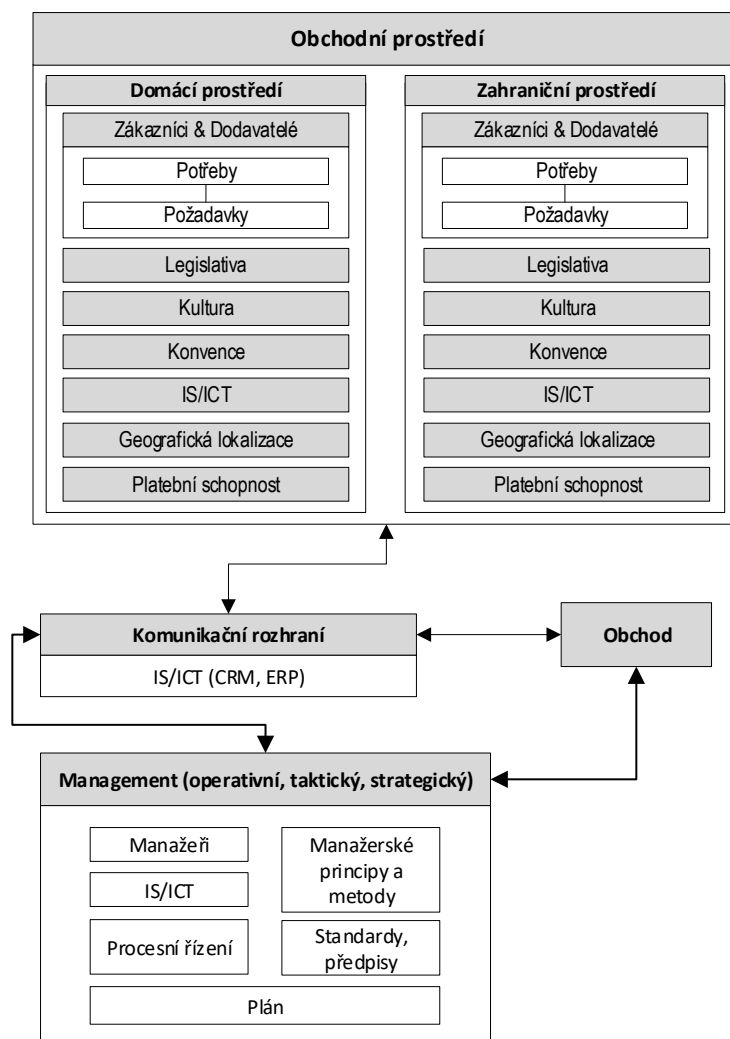 Obchodní prostředí
Domácí prostředí
Zákazníci & Dodavatelé
Potřeby
Požadavky
Legislativa
Kultura
Konvence
IS/ICT
Geografická lokalizace
Platební schopnost
Zahraniční prostředí
Zákazníci & Dodavatelé
Potřeby
Požadavky
Legislativa
Kultura
Konvence
IS/ICT
Geografická lokalizace
Platební schopnost
Komunikační rozhraní
IS/ICT (CRM, ERP)
Obchod
Management (operativní, taktický, strategický)
Manažeři
IS/ICT
Procesní řízení
Manažerské
principy a
metody
Standardy,
předpisy
Plán